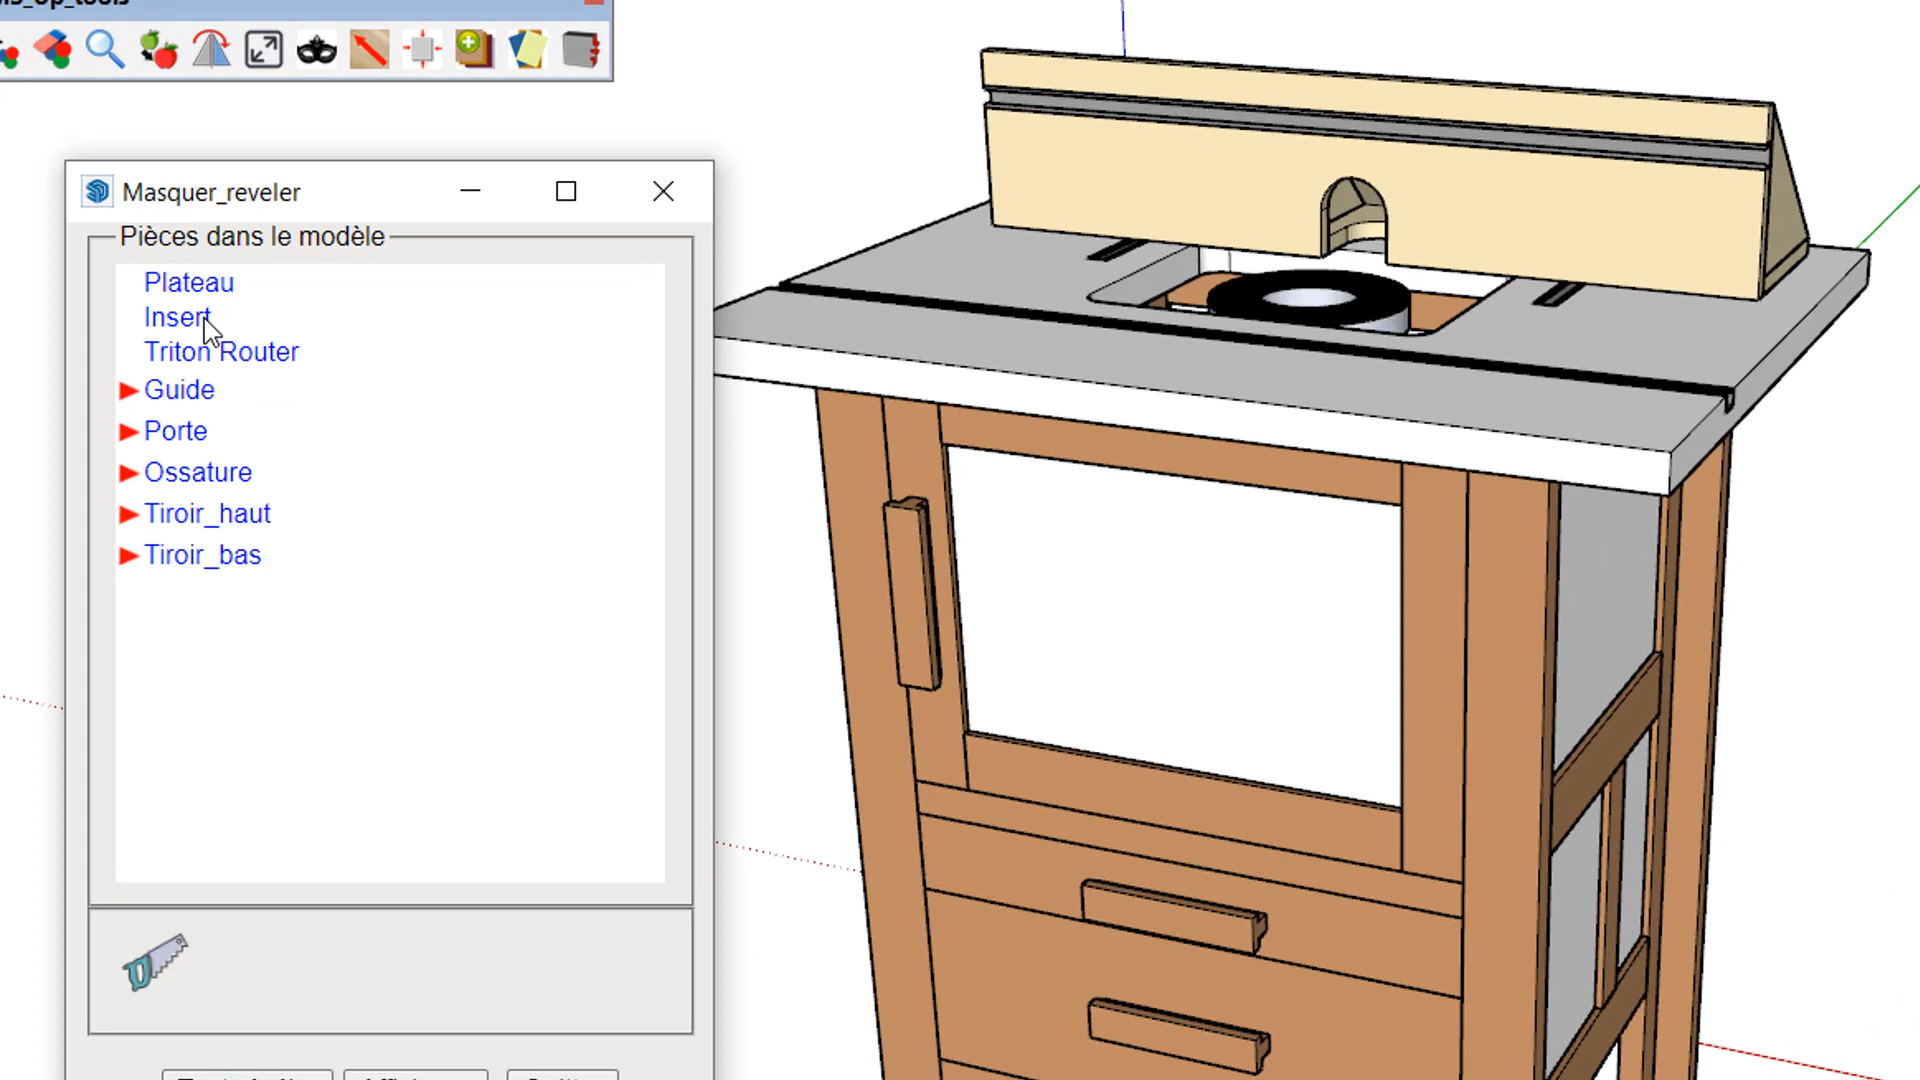 Masquer_reveler
Pièces dans le modèle
Plateau
Insert
Triton Router
Guide
Porte
Ossature
Tiroir_haut
Tiroir_bas